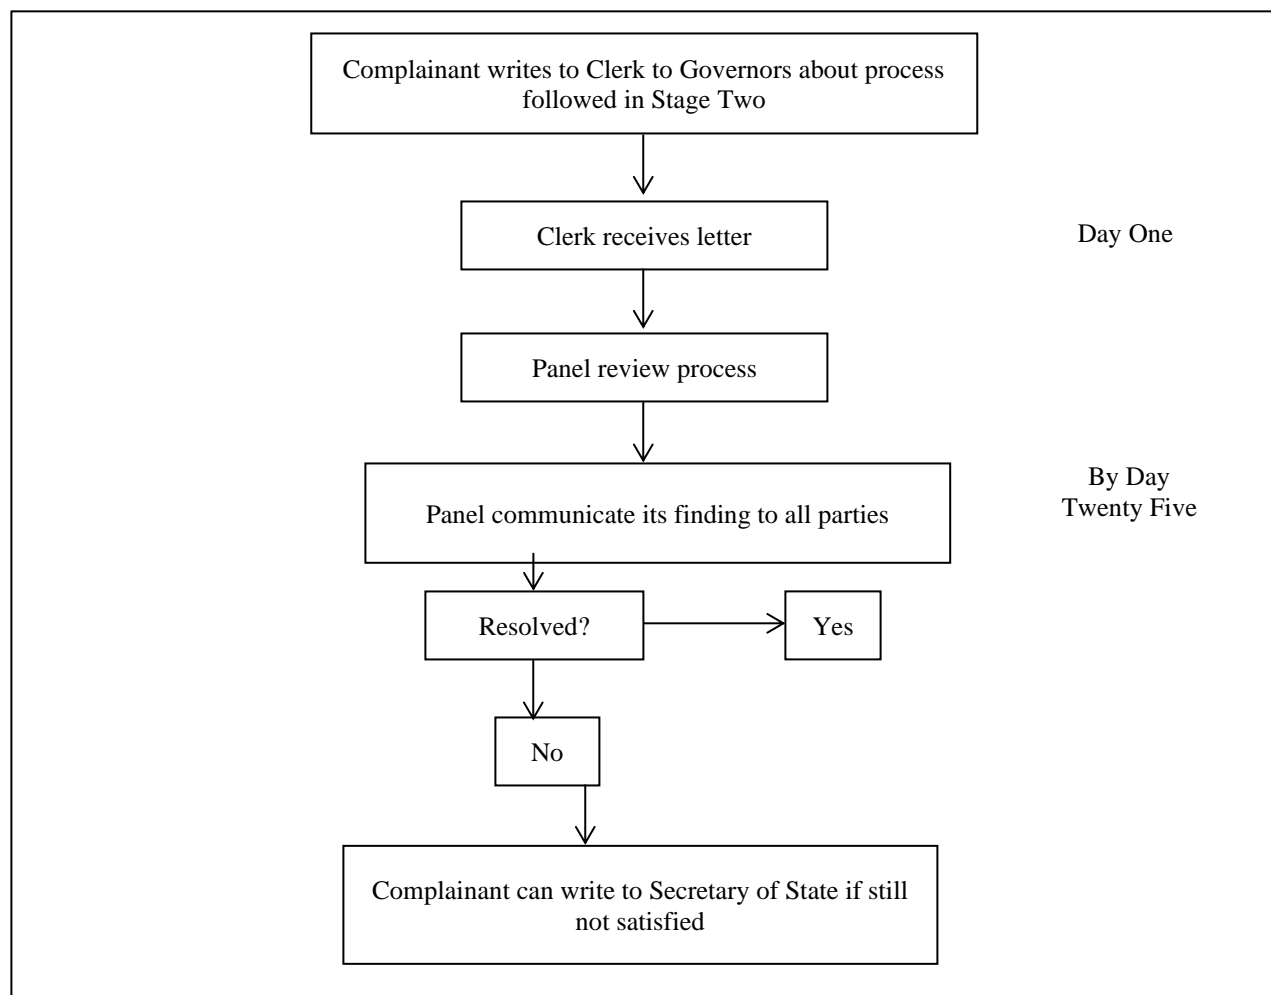 Complainant writes to Clerk to Governors about process
followed in Stage Two
Clerk receives letter
Day One
Panel review process
Panel communicate its finding to all parties
By Day
Twenty Five
Resolved?
Yes
No
Complainant can write to Secretary of State if still
not satisfied